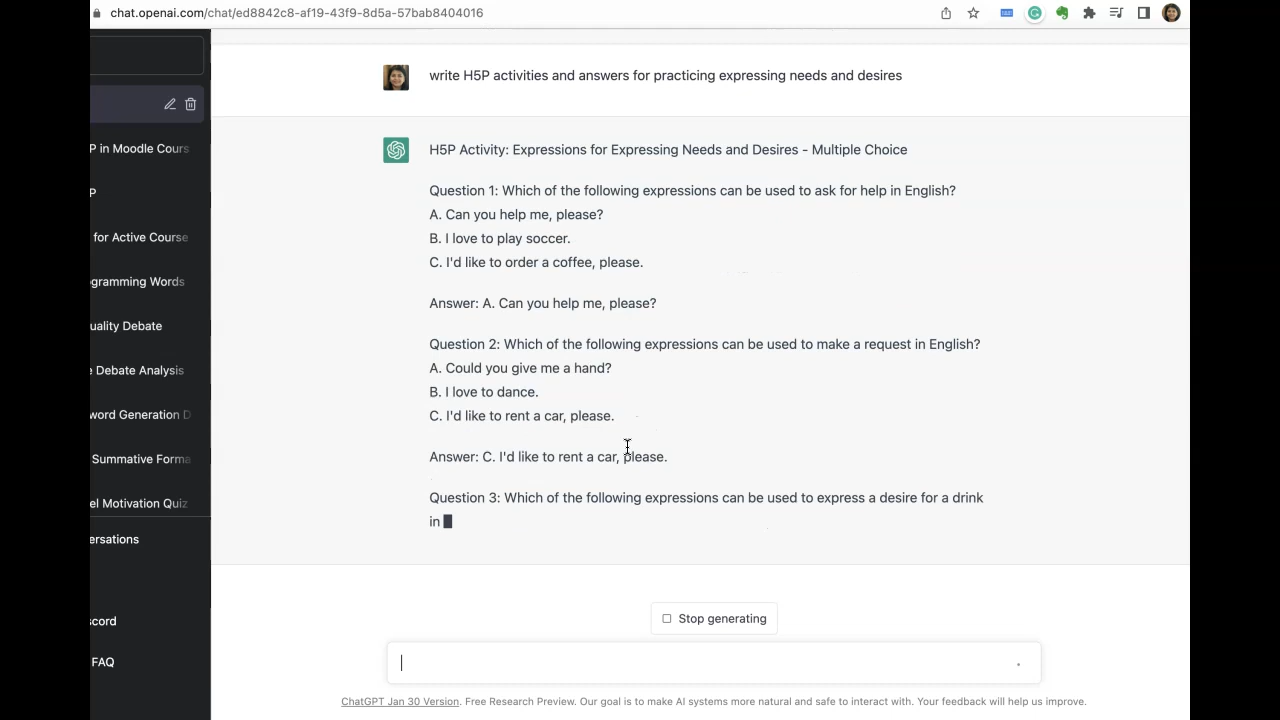 chat.openai.com/chat/ed8842c8-af19-43f9-8d5a-57bab8404016
write H5P activities and answers for practicing expressing needs and desires
P in Moodle Cours
P
for Active Course
gramming Words
uality Debate
e Debate Analysis
word Generation D
Summative Forma
el Motivation Quiz
ersations
scord
FAQ
H5P Activity: Expressions for Expressing Needs and Desires - Multiple Choice
Question 1: Which of the following expressions can be used to ask for help in English?
A. Can you help me, please?
B. I love to play soccer.
C. I'd like to order a coffee, please.
Answer: A. Can you help me, please?
Question 2: Which of the following expressions can be used to make a request in English?
A. Could you give me a hand?
B. I love to dance.
C. I'd like to rent a car, please.
Answer: C. I'd like to rent a car, please.
Question 3: Which of the following expressions can be used to express a desire for a drink
in
Stop generating
ChatGPT Jan 30 Version. Free Research Preview. Our goal is to make AI systems more natural and safe to interact with. Your feedback will help us improve.